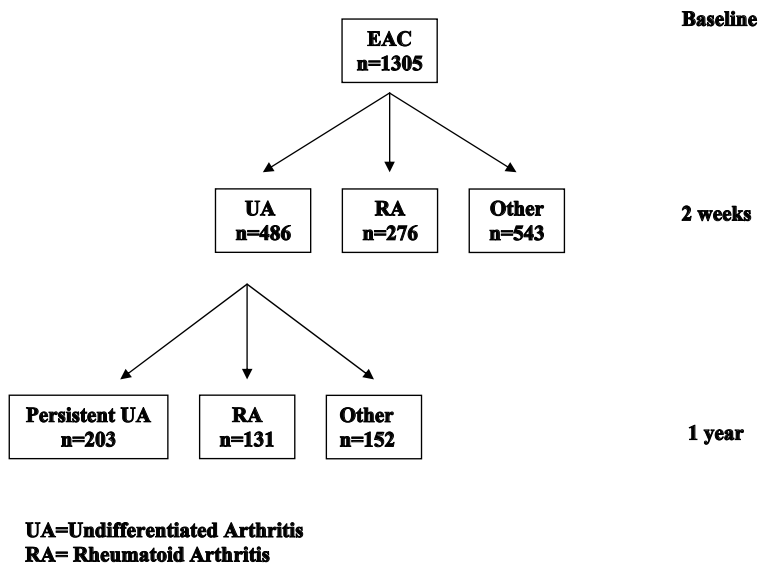 Baseline
EAC
n=1305
UA
n=486
RA
n=276
Other
n=543
2 weeks
Persistent UA
n=203
RA
n=131
Other
n=152
1 year
UA=Undifferentiated Arthritis
RA= Rheumatoid Arthritis